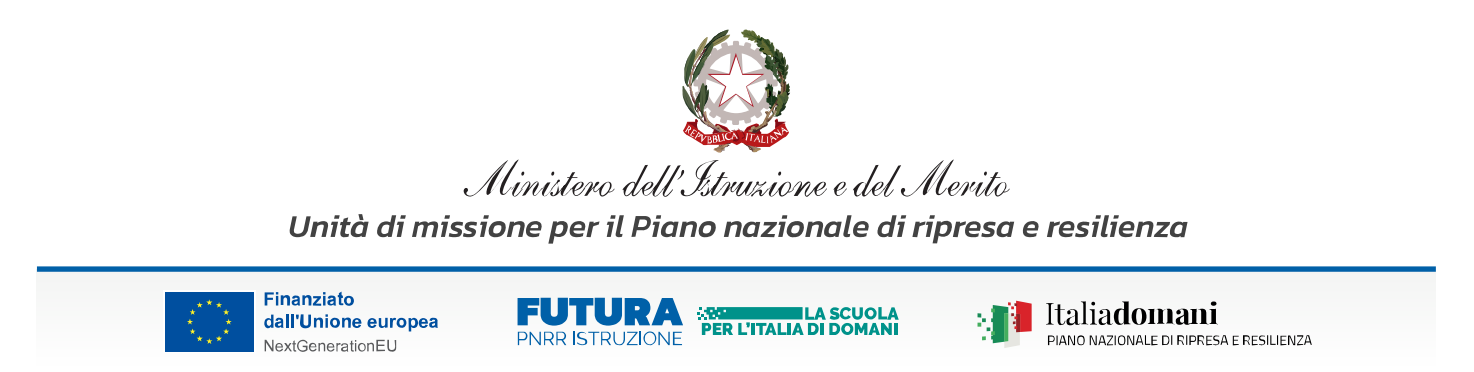 REPVBBLICA ITALIANA
Ministero dell'Istruzione e del Merito
Unità di missione per il Piano nazionale di ripresa e resilienza
Finanziato
dall'Unione europea
NextGenerationEU
FUTURA
PNRR ISTRUZIONE
LA SCUOLA
PER L'ITALIA DI DOMANI
Italiadomani
PIANO NAZIONALE DI RIPRESA E RESILIENZA